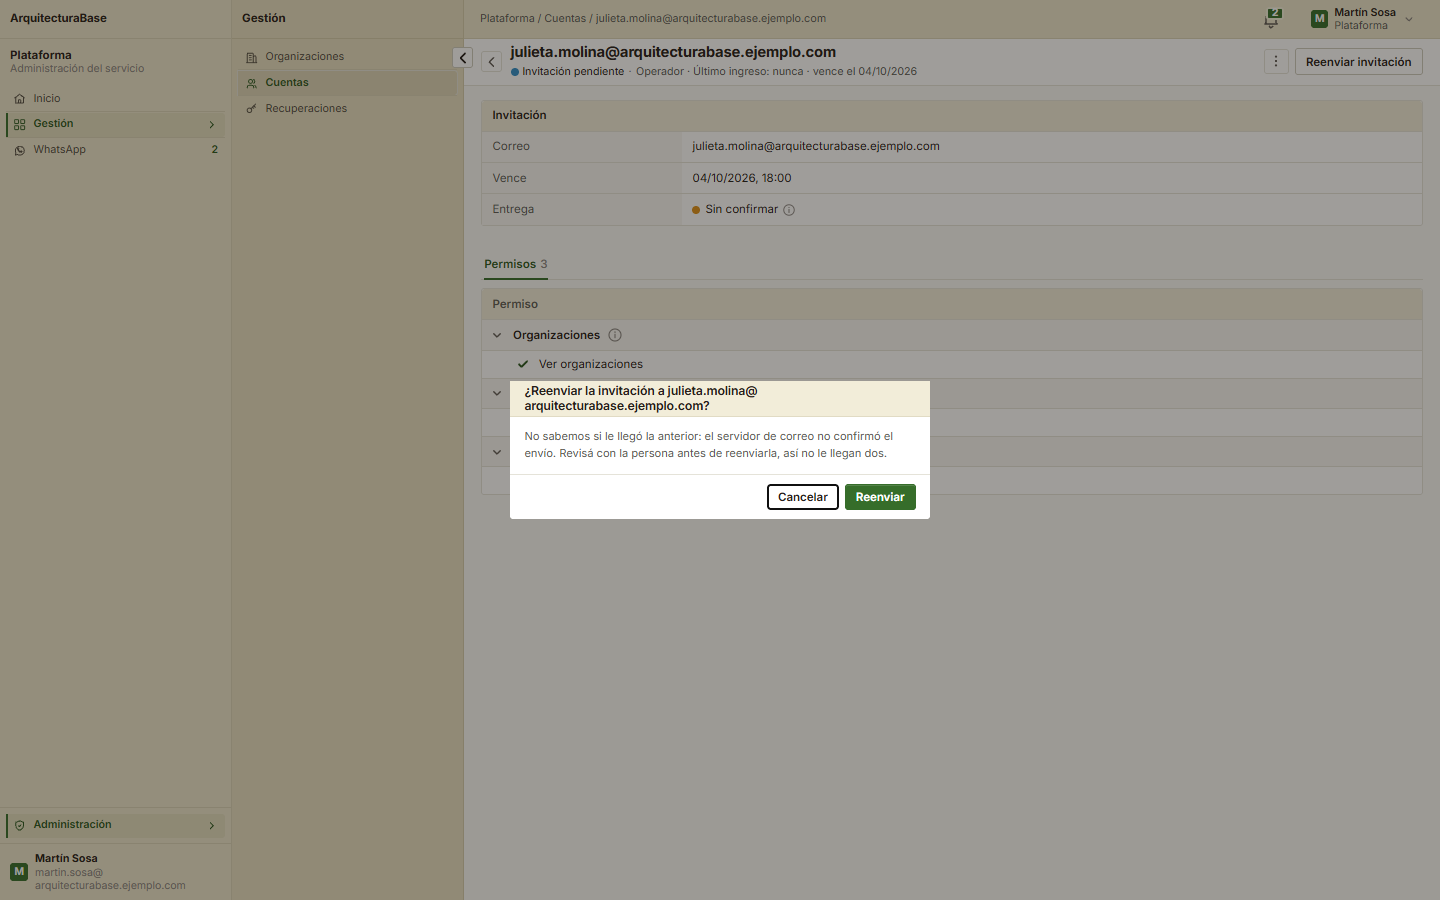 ArquitecturaBase
Plataforma
Administración del servicio
Inicio
Gestión
WhatsApp 2
Administración
M Martín Sosa
martin.sosa@
arquitecturabase.ejemplo.com
Gestión
Organizaciones
Cuentas
Recuperaciones
Plataforma / Cuentas / julieta.molina@arquitecturabase.ejemplo.com
2
M Martín Sosa
Plataforma
julieta.molina@arquitecturabase.ejemplo.com
Invitación pendiente · Operador · Último ingreso: nunca · vence el 04/10/2026
Reenviar invitación
Invitación
Correo julieta.molina@arquitecturabase.ejemplo.com
Vence 04/10/2026, 18:00
Entrega Sin confirmar
Permisos 3
Permiso
Organizaciones
Ver organizaciones
¿Reenviar la invitación a julieta.molina@
arquitecturabase.ejemplo.com?
No sabemos si le llegó la anterior: el servidor de correo no confirmó el
envío. Revisá con la persona antes de reenviarla, así no le llegan dos.
Cancelar Reenviar